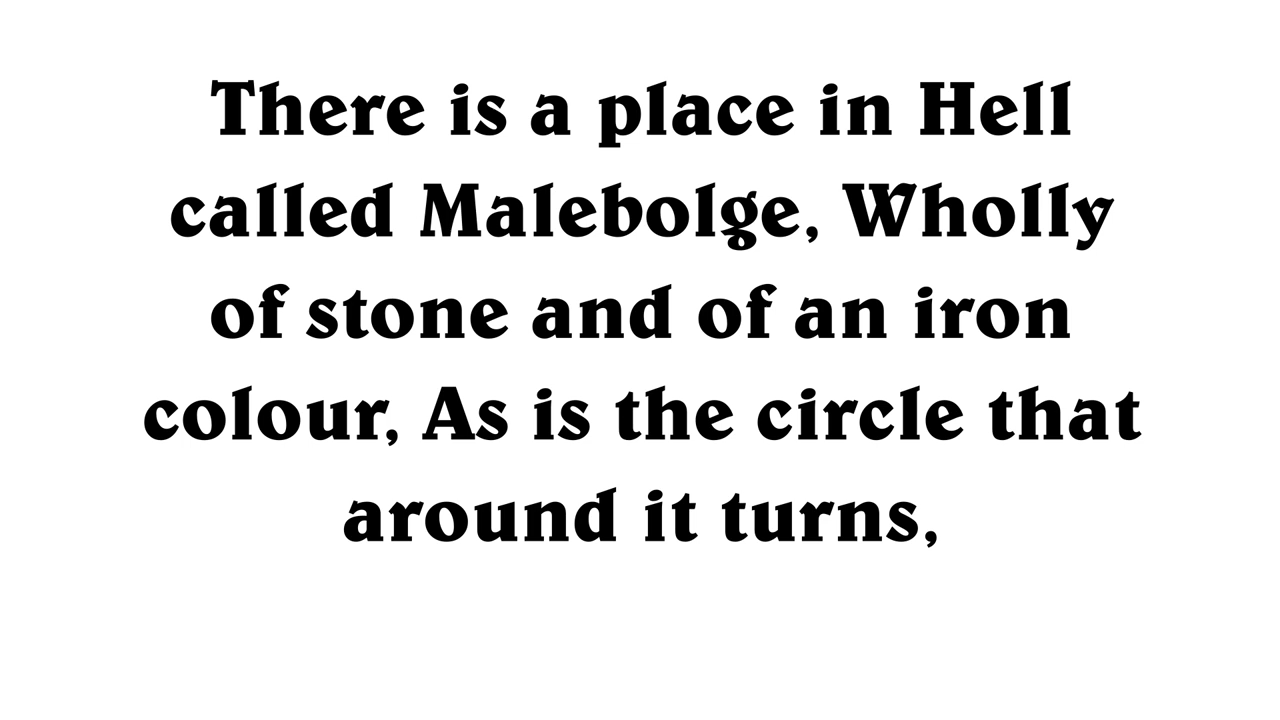 There is a place in Hell
called Malebolge, Wholly
of stone and of an iron
colour, As is the circle that
around it turns,